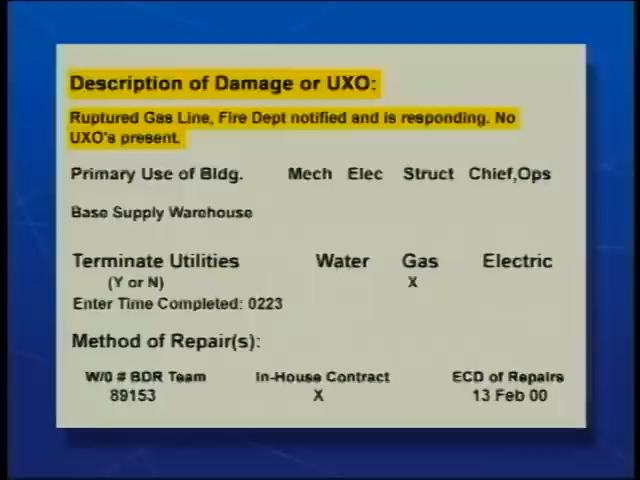 Description of Damage or UXO:
Ruptured Gas Line, Fire Dept notified and is responding. No
UXO's present.
Primary Use of Bldg. Mech Elec Struct Chief,Ops
Base Supply Warehouse
Terminate Utilities Water Gas Electric
(Y or N) X
Enter Time Completed: 0223
Method of Repair(s):
W/0 # BDR Team In-House Contract ECD of Repairs
89153 X 13 Feb 00